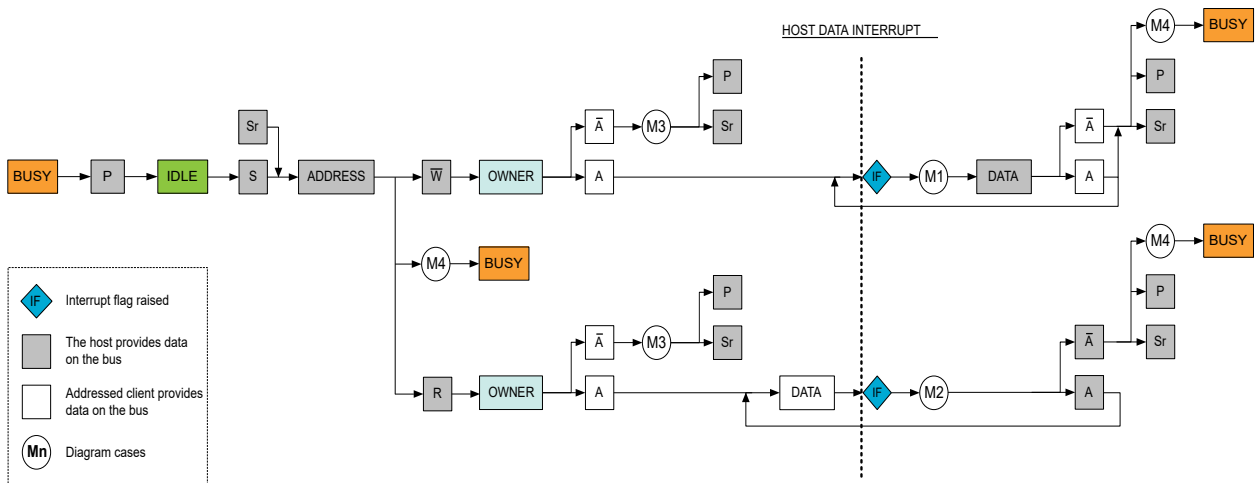 M4
BUSY
HOST DATA INTERRUPT
P
P
Sr
A̅
M3
Sr
A̅
Sr
BUSY
P
IDLE
S
ADDRESS
W̅
OWNER
A
IF
M1
DATA
A
M4
BUSY
M4
BUSY
P
P
IF
Interrupt flag raised
A̅
M3
Sr
A̅
Sr
The host provides data
on the bus
R
OWNER
A
DATA
IF
M2
A
Addressed client provides
data on the bus
Mn
Diagram cases